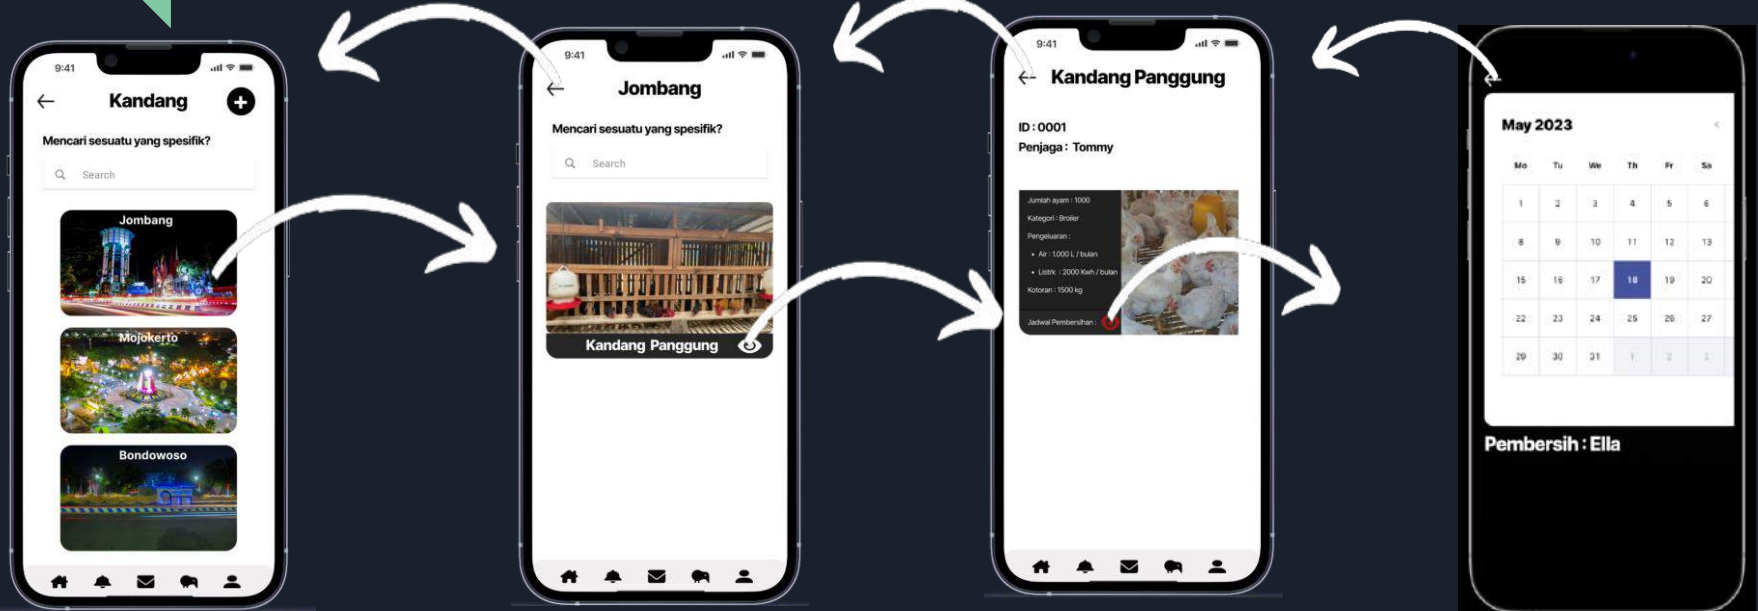 9:41
Kandang
Mencari sesuatu yang spesifik?
Search
Jombang
Mojokerto
Bondowoso
9:41
Jombang
Mencari sesuatu yang spesifik?
Search
Kandang Panggung
9:41
Kandang Panggung
ID : 0001
Penjaga : Tommy
Jumlah ayam : 1000
Kategori : Broiler
Pengeluaran :
• Air : 1.000 L / bulan
• Listrk : 2000 Kwh / bulan
Kotoran : 1500 kg
Jadwal Pembersihan :
May 2023
Mo Tu We Th Fr Sa
1 2 3 4 5 6
8 9 10 11 12 13
15 16 17 18 19 20
22 23 24 25 26 27
29 30 31 1 2 3
Pembersih : Ella